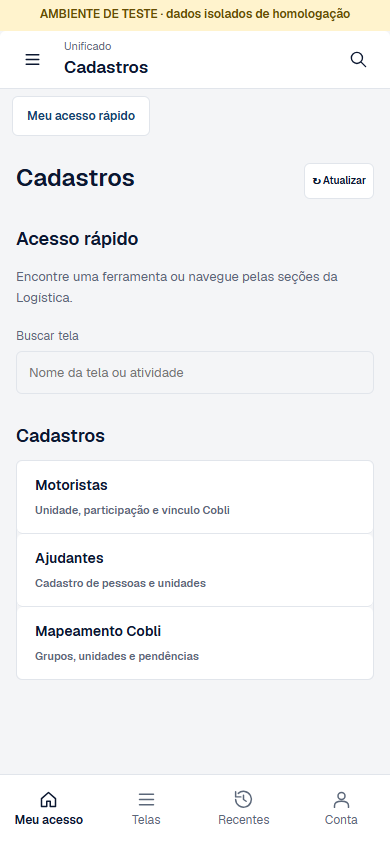 AMBIENTE DE TESTE · dados isolados de homologação
Unificado
Cadastros
Meu acesso rápido
Cadastros
↻ Atualizar
Acesso rápido
Encontre uma ferramenta ou navegue pelas seções da
Logística.
Buscar tela
Nome da tela ou atividade
Cadastros
Motoristas
Unidade, participação e vínculo Cobli
Ajudantes
Cadastro de pessoas e unidades
Mapeamento Cobli
Grupos, unidades e pendências
Meu acesso
Telas
Recentes
Conta